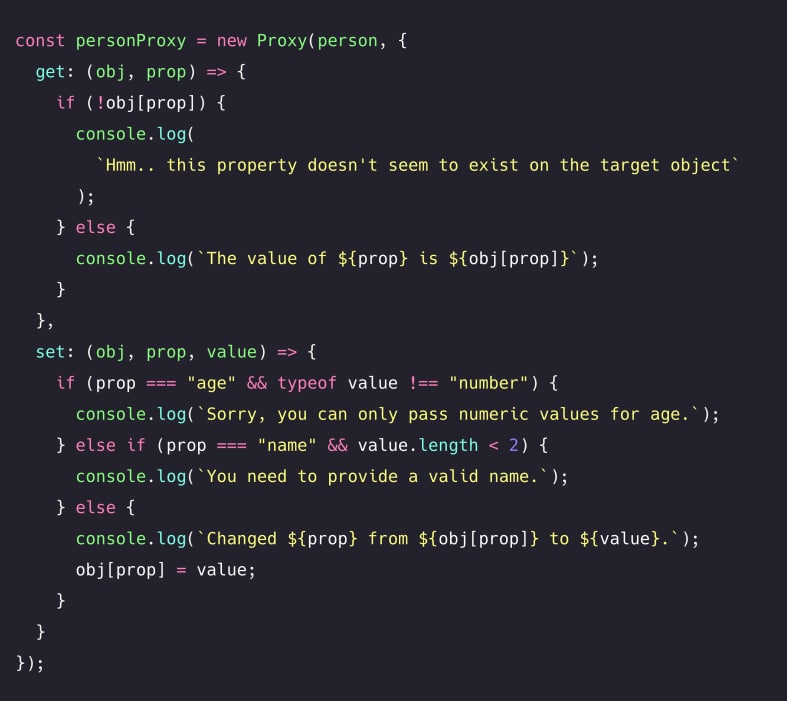 const personProxy = new Proxy(person, {
  get: (obj, prop) => {
    if (!obj[prop]) {
      console.log(
        `Hmm.. this property doesn't seem to exist on the target object`
      );
    } else {
      console.log(`The value of ${prop} is ${obj[prop]}`);
    }
  },
  set: (obj, prop, value) => {
    if (prop === "age" && typeof value !== "number") {
      console.log(`Sorry, you can only pass numeric values for age.`);
    } else if (prop === "name" && value.length < 2) {
      console.log(`You need to provide a valid name.`);
    } else {
      console.log(`Changed ${prop} from ${obj[prop]} to ${value}.`);
      obj[prop] = value;
    }
  }
});